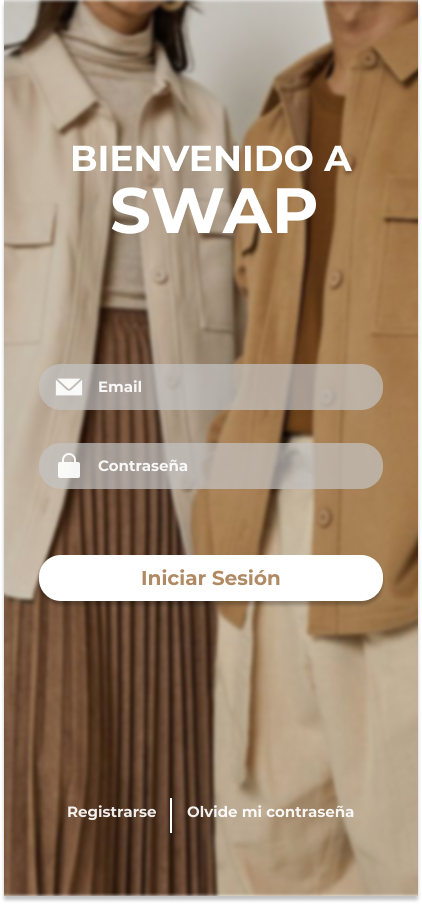 BIENVENIDO A
SWAP
Email
Contraseña
Iniciar Sesión
Registrarse
Olvide mi contraseña